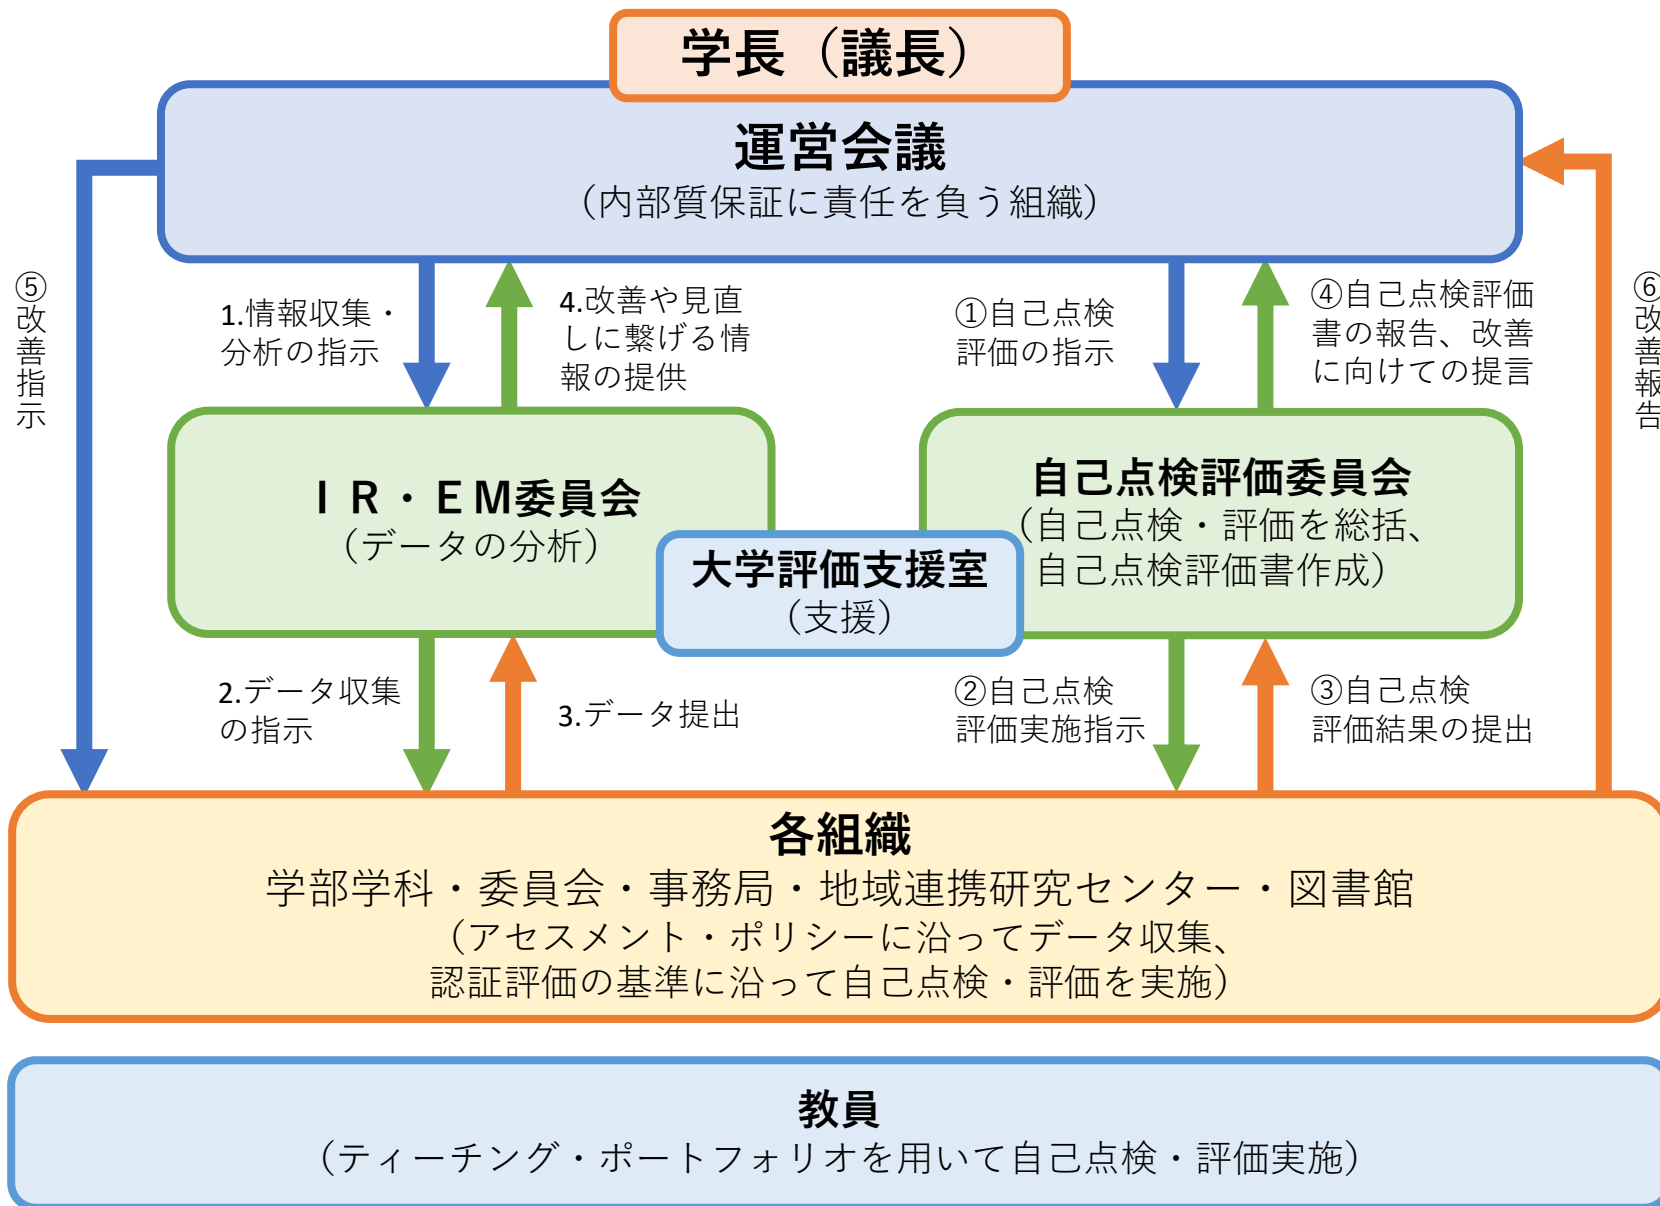 学長（議長）
運営会議
（内部質保証に責任を負う組織）
⑤改善指示
1.情報収集・
分析の指示
4.改善や見直
しに繋げる情
報の提供
①自己点検
評価の指示
④自己点検評価
書の報告、改善
に向けての提言
⑥改善報告
ＩＲ・ＥＭ委員会
（データの分析）
自己点検評価委員会
（自己点検・評価を総括、
自己点検評価書作成）
大学評価支援室
（支援）
2.データ収集
の指示
3.データ提出
②自己点検
評価実施指示
③自己点検
評価結果の提出
各組織
学部学科・委員会・事務局・地域連携研究センター・図書館
（アセスメント・ポリシーに沿ってデータ収集、
認証評価の基準に沿って自己点検・評価を実施）
教員
（ティーチング・ポートフォリオを用いて自己点検・評価実施）